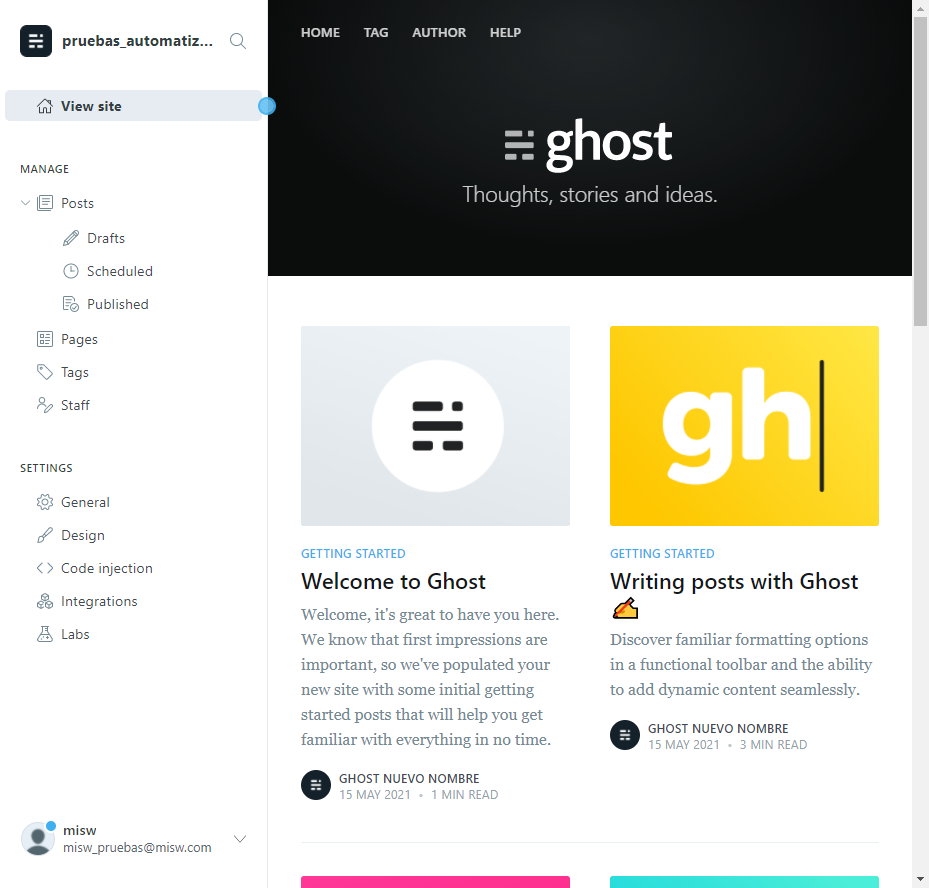 pruebas_automatiz...
View site
MANAGE
Posts
Drafts
Scheduled
Published
Pages
Tags
Staff
SETTINGS
General
Design
Code injection
Integrations
Labs
misw
misw_pruebas@misw.com
HOME TAG AUTHOR HELP
ghost
Thoughts, stories and ideas.
GETTING STARTED
Welcome to Ghost
Welcome, it's great to have you here.
We know that first impressions are
important, so we've populated your
new site with some initial getting
started posts that will help you get
familiar with everything in no time.
GHOST NUEVO NOMBRE
15 MAY 2021 • 1 MIN READ
gh
GETTING STARTED
Writing posts with Ghost
✍️
Discover familiar formatting options
in a functional toolbar and the ability
to add dynamic content seamlessly.
GHOST NUEVO NOMBRE
15 MAY 2021 • 3 MIN READ